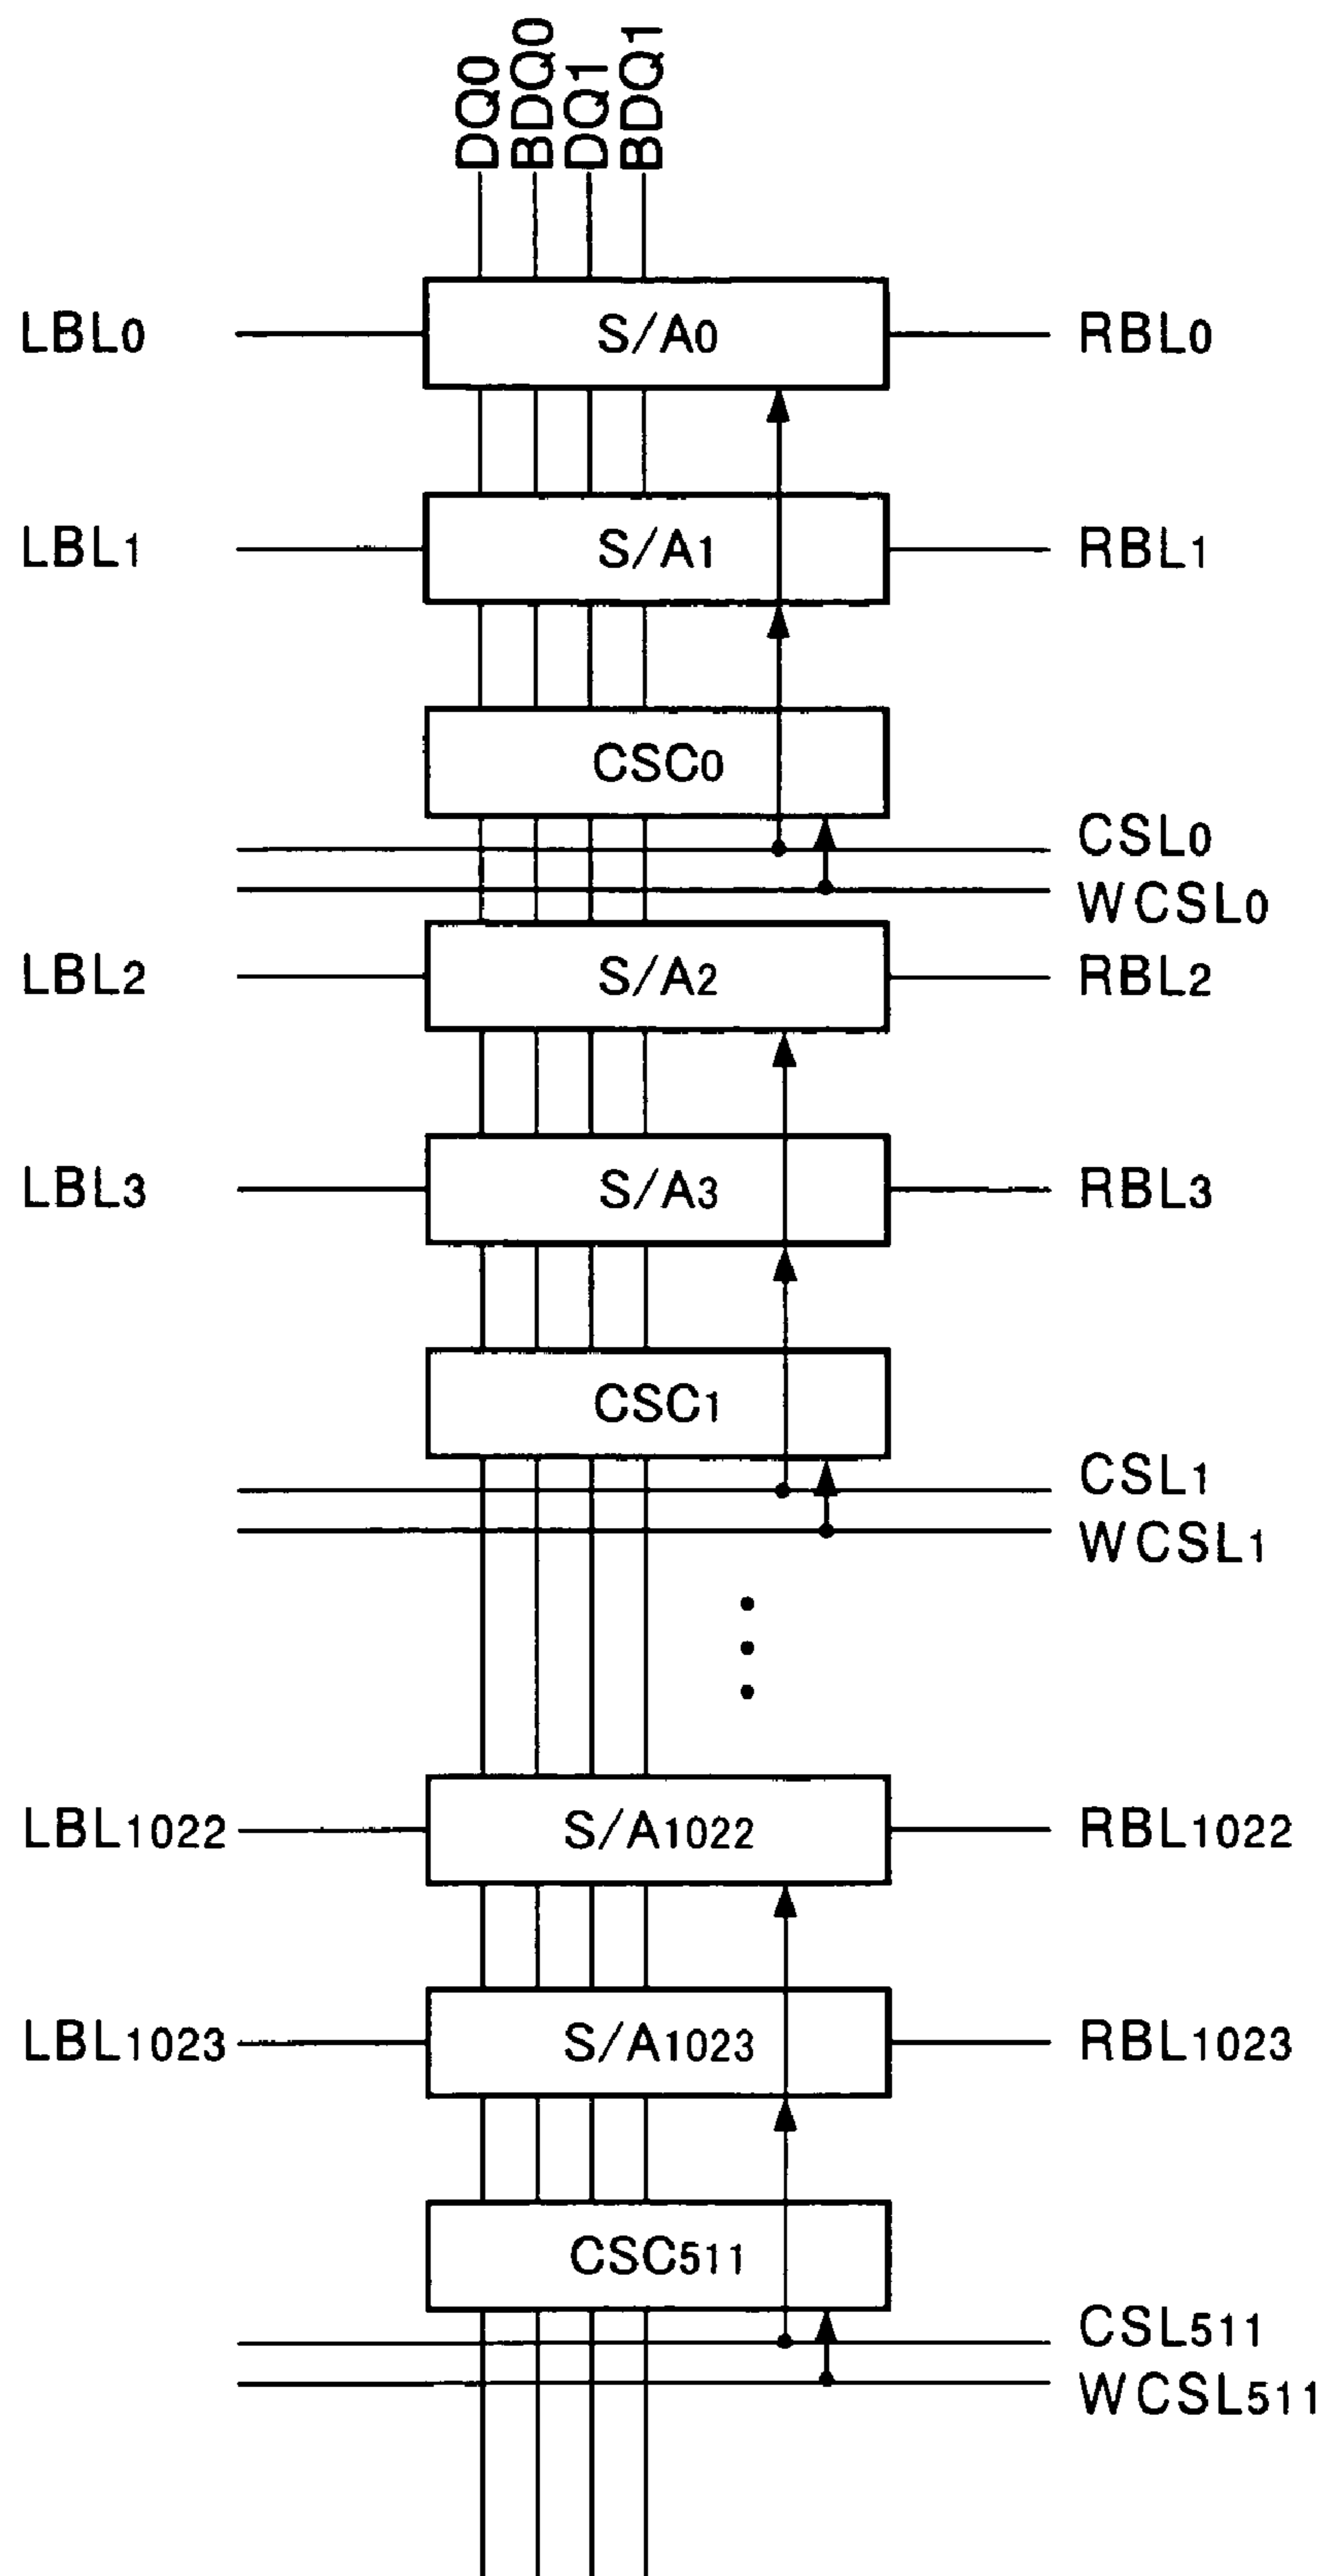 DQ0
BDQ0
DQ1
BDQ1
LBL0 S/A0 RBL0
LBL1 S/A1 RBL1
CSC0
CSL0
WCSL0
LBL2 S/A2 RBL2
LBL3 S/A3 RBL3
CSC1
CSL1
WCSL1
LBL1022 S/A1022 RBL1022
LBL1023 S/A1023 RBL1023
CSC511
CSL511
WCSL511